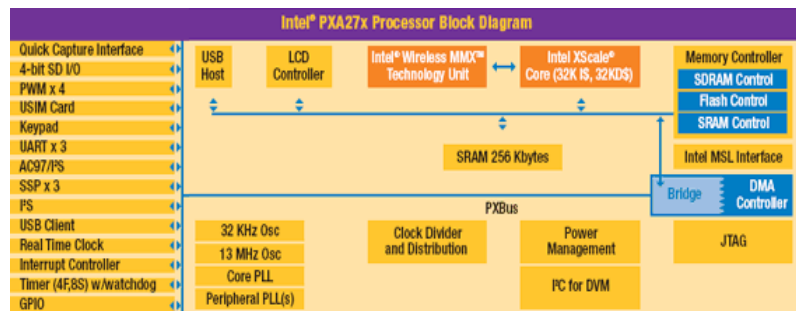 Intel® PXA27x Processor Block Diagram
Quick Capture Interface
4-bit SD I/O
PWM x 4
USIM Card
Keypad
UART x 3
AC97/I²S
SSP x 3
I²S
USB Client
Real Time Clock
Interrupt Controller
Timer (4F,8S) w/watchdog
GPIO
USB
Host
LCD
Controller
Intel® Wireless MMX™
Technology Unit
Intel XScale®
Core (32K I$, 32KD$)
Memory Controller
SDRAM Control
Flash Control
SRAM Control
SRAM 256 Kbytes
Intel MSL Interface
Bridge
DMA
Controller
PXBus
32 KHz Osc
13 MHz Osc
Core PLL
Peripheral PLL(s)
Clock Divider
and Distribution
Power
Management
I²C for DVM
JTAG